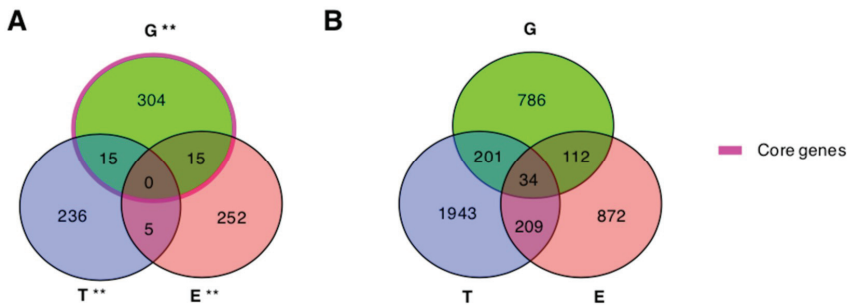 A
G **
304
15
15
0
236
5
252
T **
E **
B
G
786
201
112
34
1943
209
872
T
E
Core genes